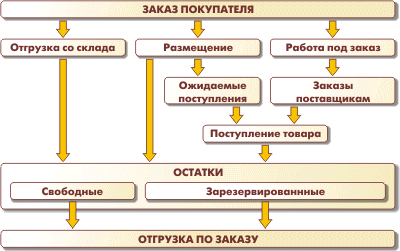 ЗАКАЗ ПОКУПАТЕЛЯ
Отгрузка со склада
Размещение
Работа под заказ
Ожидаемые
поступления
Заказы
поставщикам
Поступление товара
ОСТАТКИ
Свободные
Зарезервированнные
ОТГРУЗКА ПО ЗАКАЗУ